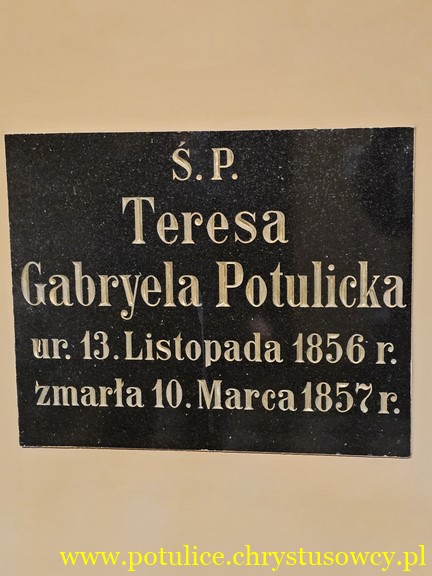 Ś. P.
Teresa
Gabryela Potulicka
ur. 13. Listopada 1856 r.
zmarła 10. Marca 1857 r.
www.potulice.chrystusowcy.pl